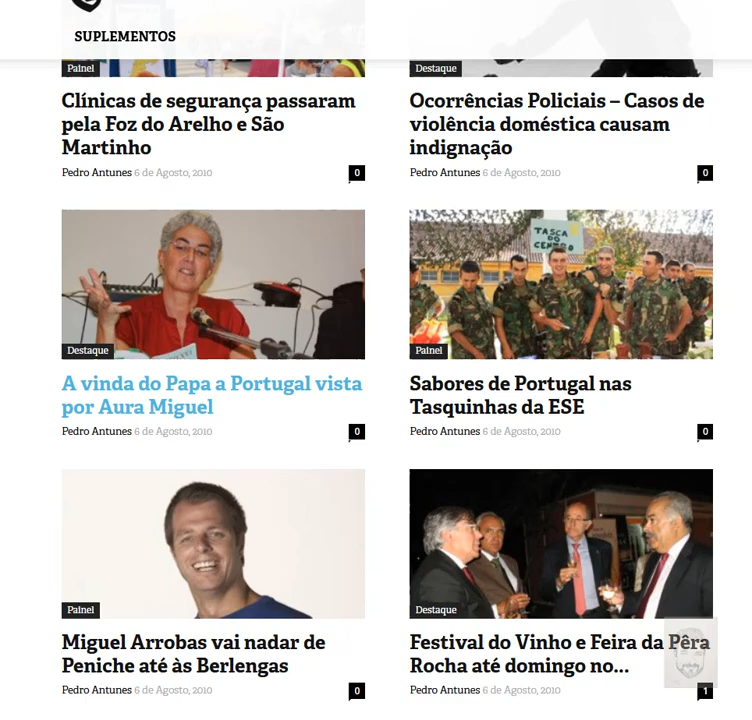 SUPLEMENTOS
Painel
Destaque
Clínicas de segurança passaram
pela Foz do Arelho e São
Martinho
Pedro Antunes 6 de Agosto, 2010
0
Ocorrências Policiais – Casos de
violência doméstica causam
indignação
Pedro Antunes 6 de Agosto, 2010
0
Destaque
A vinda do Papa a Portugal vista
por Aura Miguel
Pedro Antunes 6 de Agosto, 2010
0
TASCA
DO
CENTRO
Painel
Sabores de Portugal nas
Tasquinhas da ESE
Pedro Antunes 6 de Agosto, 2010
0
Painel
Miguel Arrobas vai nadar de
Peniche até às Berlengas
Pedro Antunes 6 de Agosto, 2010
0
Destaque
Festival do Vinho e Feira da Pêra
Rocha até domingo no...
Pedro Antunes 6 de Agosto, 2010
1